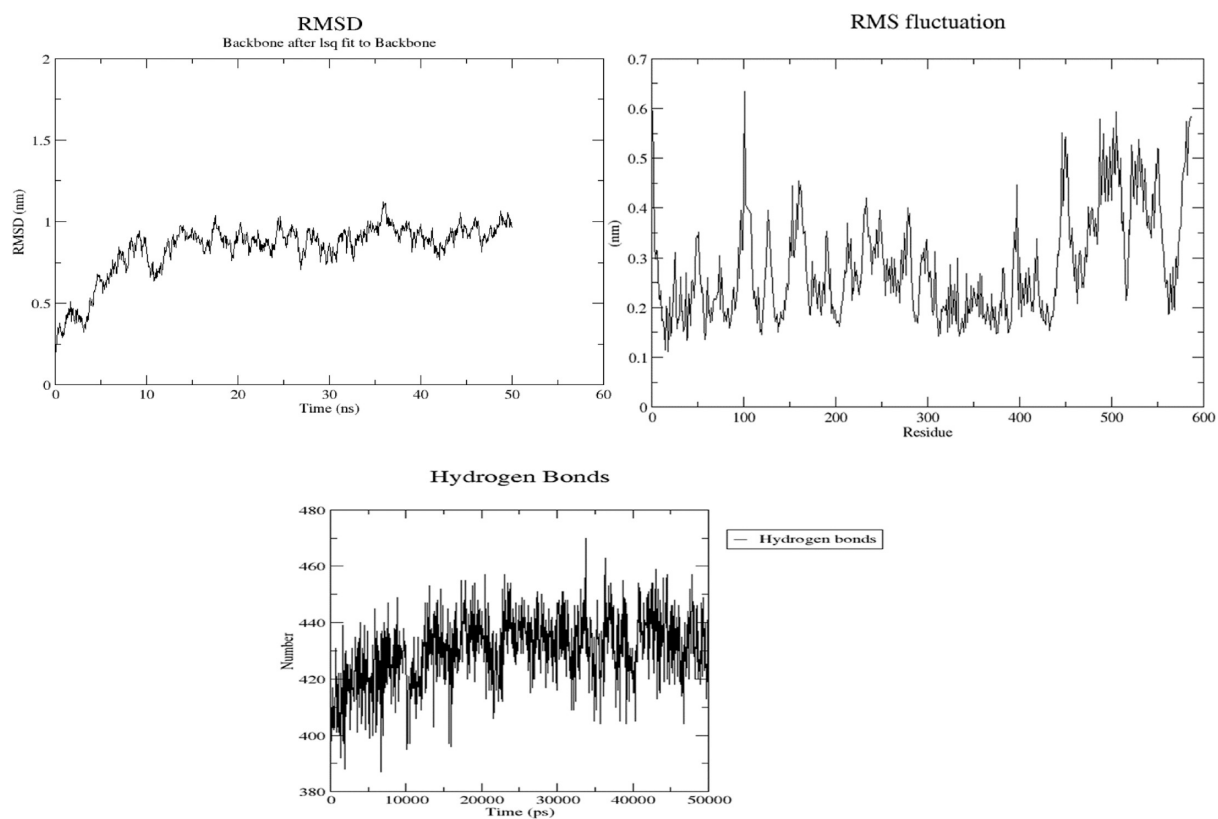 RMSD
Backbone after lsq fit to Backbone
2
1.5
1
0.5
0
RMSD (nm)
0 10 20 30 40 50 60
Time (ns)
RMS fluctuation
0.7
0.6
0.5
0.4
0.3
0.2
0.1
0
(nm)
0 100 200 300 400 500 600
Residue
Hydrogen Bonds
480
460
440
420
400
380
Number
0 10000 20000 30000 40000 50000
Time (ps)
Hydrogen bonds